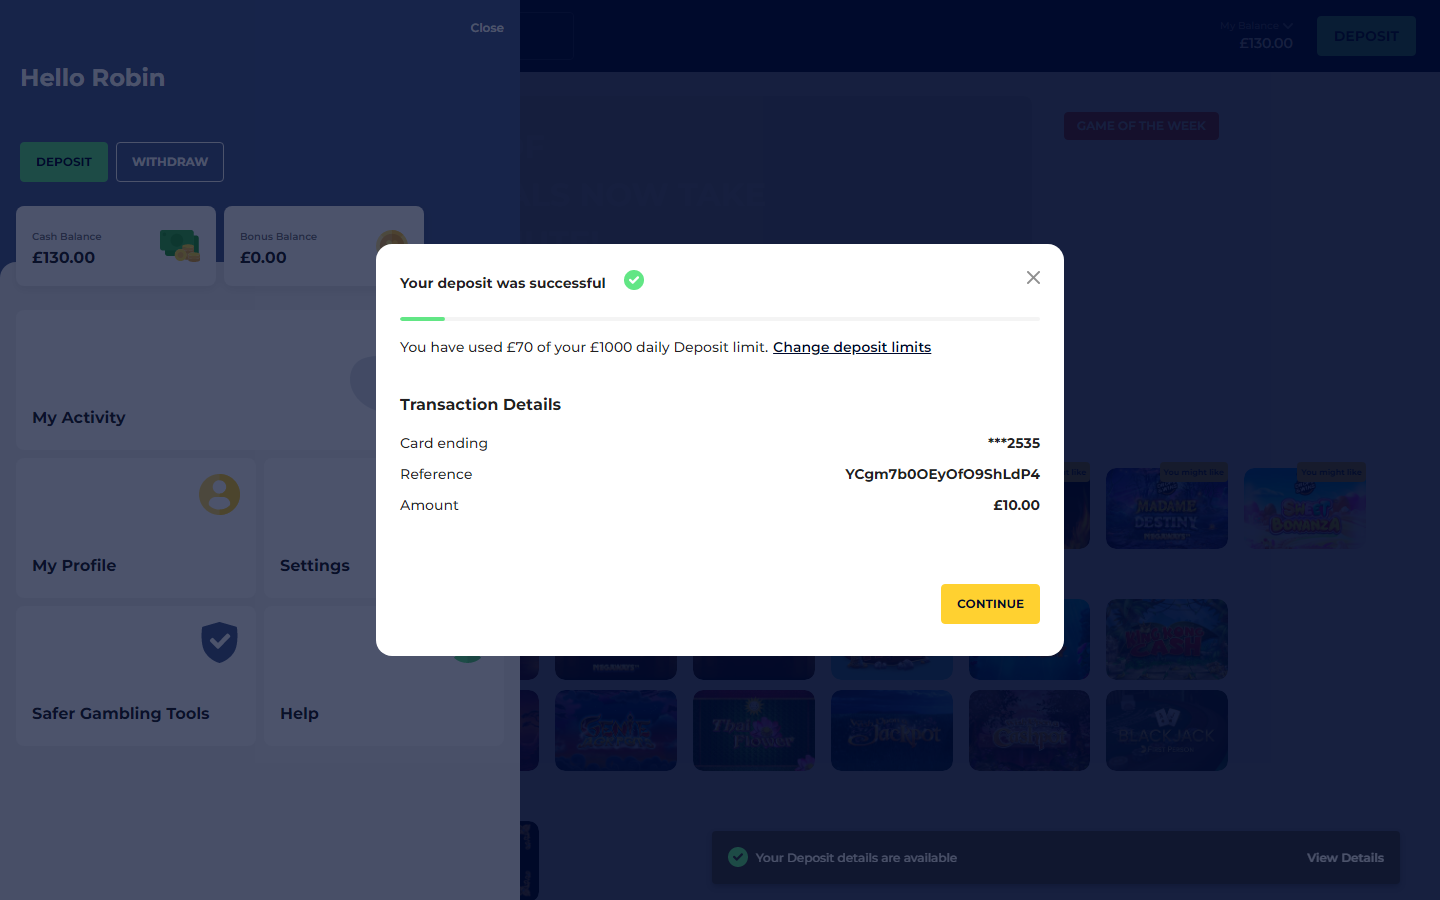 Close
My Balance
£130.00
DEPOSIT
Hello Robin
GAME OF THE WEEK
DEPOSIT
WITHDRAW
Cash Balance
£130.00
Bonus Balance
£0.00
Your deposit was successful
You have used £70 of your £1000 daily Deposit limit. Change deposit limits
Transaction Details
Card ending
***2535
Reference
YCgm7b0OEyOfO9ShLdP4
Amount
£10.00
CONTINUE
My Activity
My Profile
Settings
Safer Gambling Tools
Help
You might like
You might like
MADAME
DESTINY
MEGAWAYS
SWEET
BONANZA
MEGAWAYS
Thai
Flower
Jackpot
BLACKJACK
Your Deposit details are available
View Details